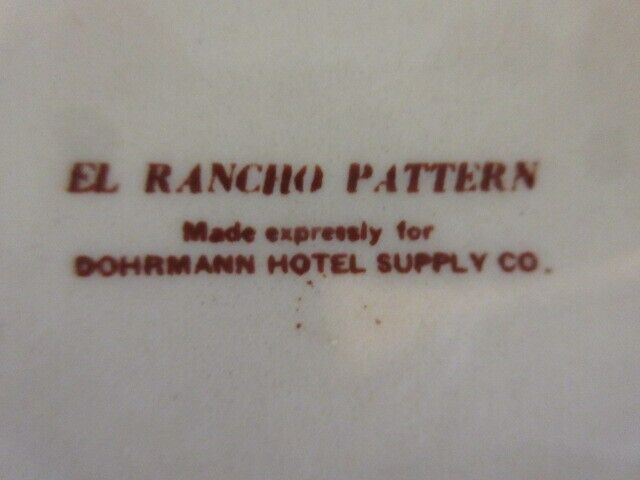 EL RANCHO PATTERN
Made expressly for
DOHRMANN HOTEL SUPPLY CO.